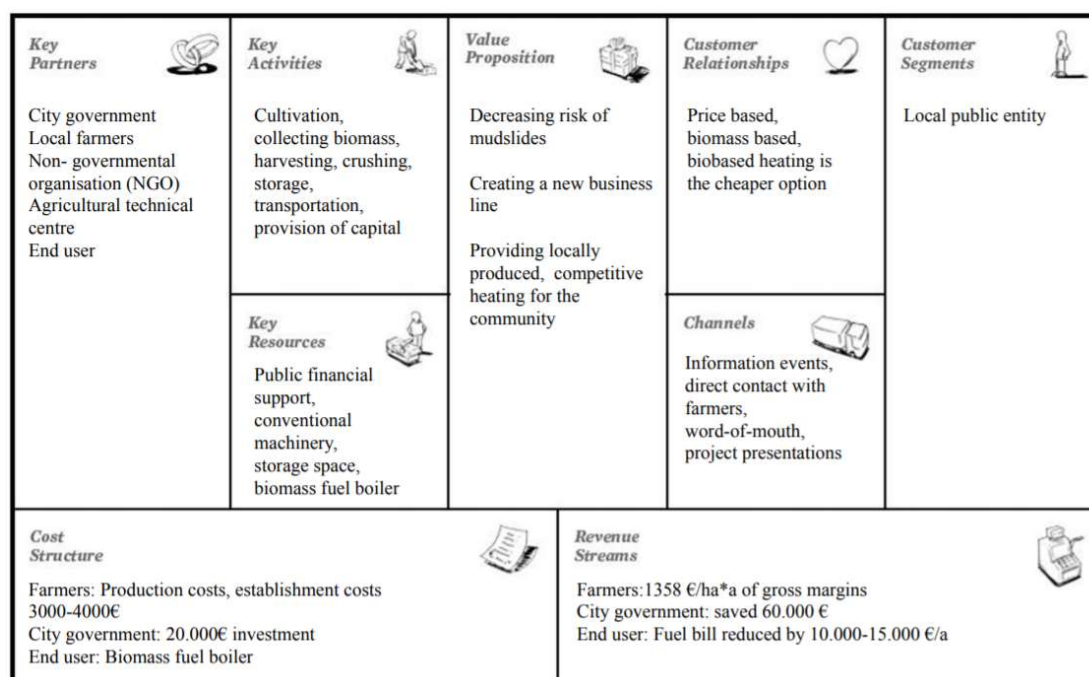 Key
Partners
City government
Local farmers
Non- governmental
organisation (NGO)
Agricultural technical
centre
End user
Key
Activities
Cultivation,
collecting biomass,
harvesting, crushing,
storage,
transportation,
provision of capital
Key
Resources
Public financial
support,
conventional
machinery,
storage space,
biomass fuel boiler
Value
Proposition
Decreasing risk of
mudslides
Creating a new business
line
Providing locally
produced, competitive
heating for the
community
Customer
Relationships
Price based,
biomass based,
biobased heating is
the cheaper option
Channels
Information events,
direct contact with
farmers,
word-of-mouth,
project presentations
Customer
Segments
Local public entity
Cost
Structure
Farmers: Production costs, establishment costs
3000-4000€
City government: 20.000€ investment
End user: Biomass fuel boiler
Revenue
Streams
Farmers:1358 €/ha*a of gross margins
City government: saved 60.000 €
End user: Fuel bill reduced by 10.000-15.000 €/a